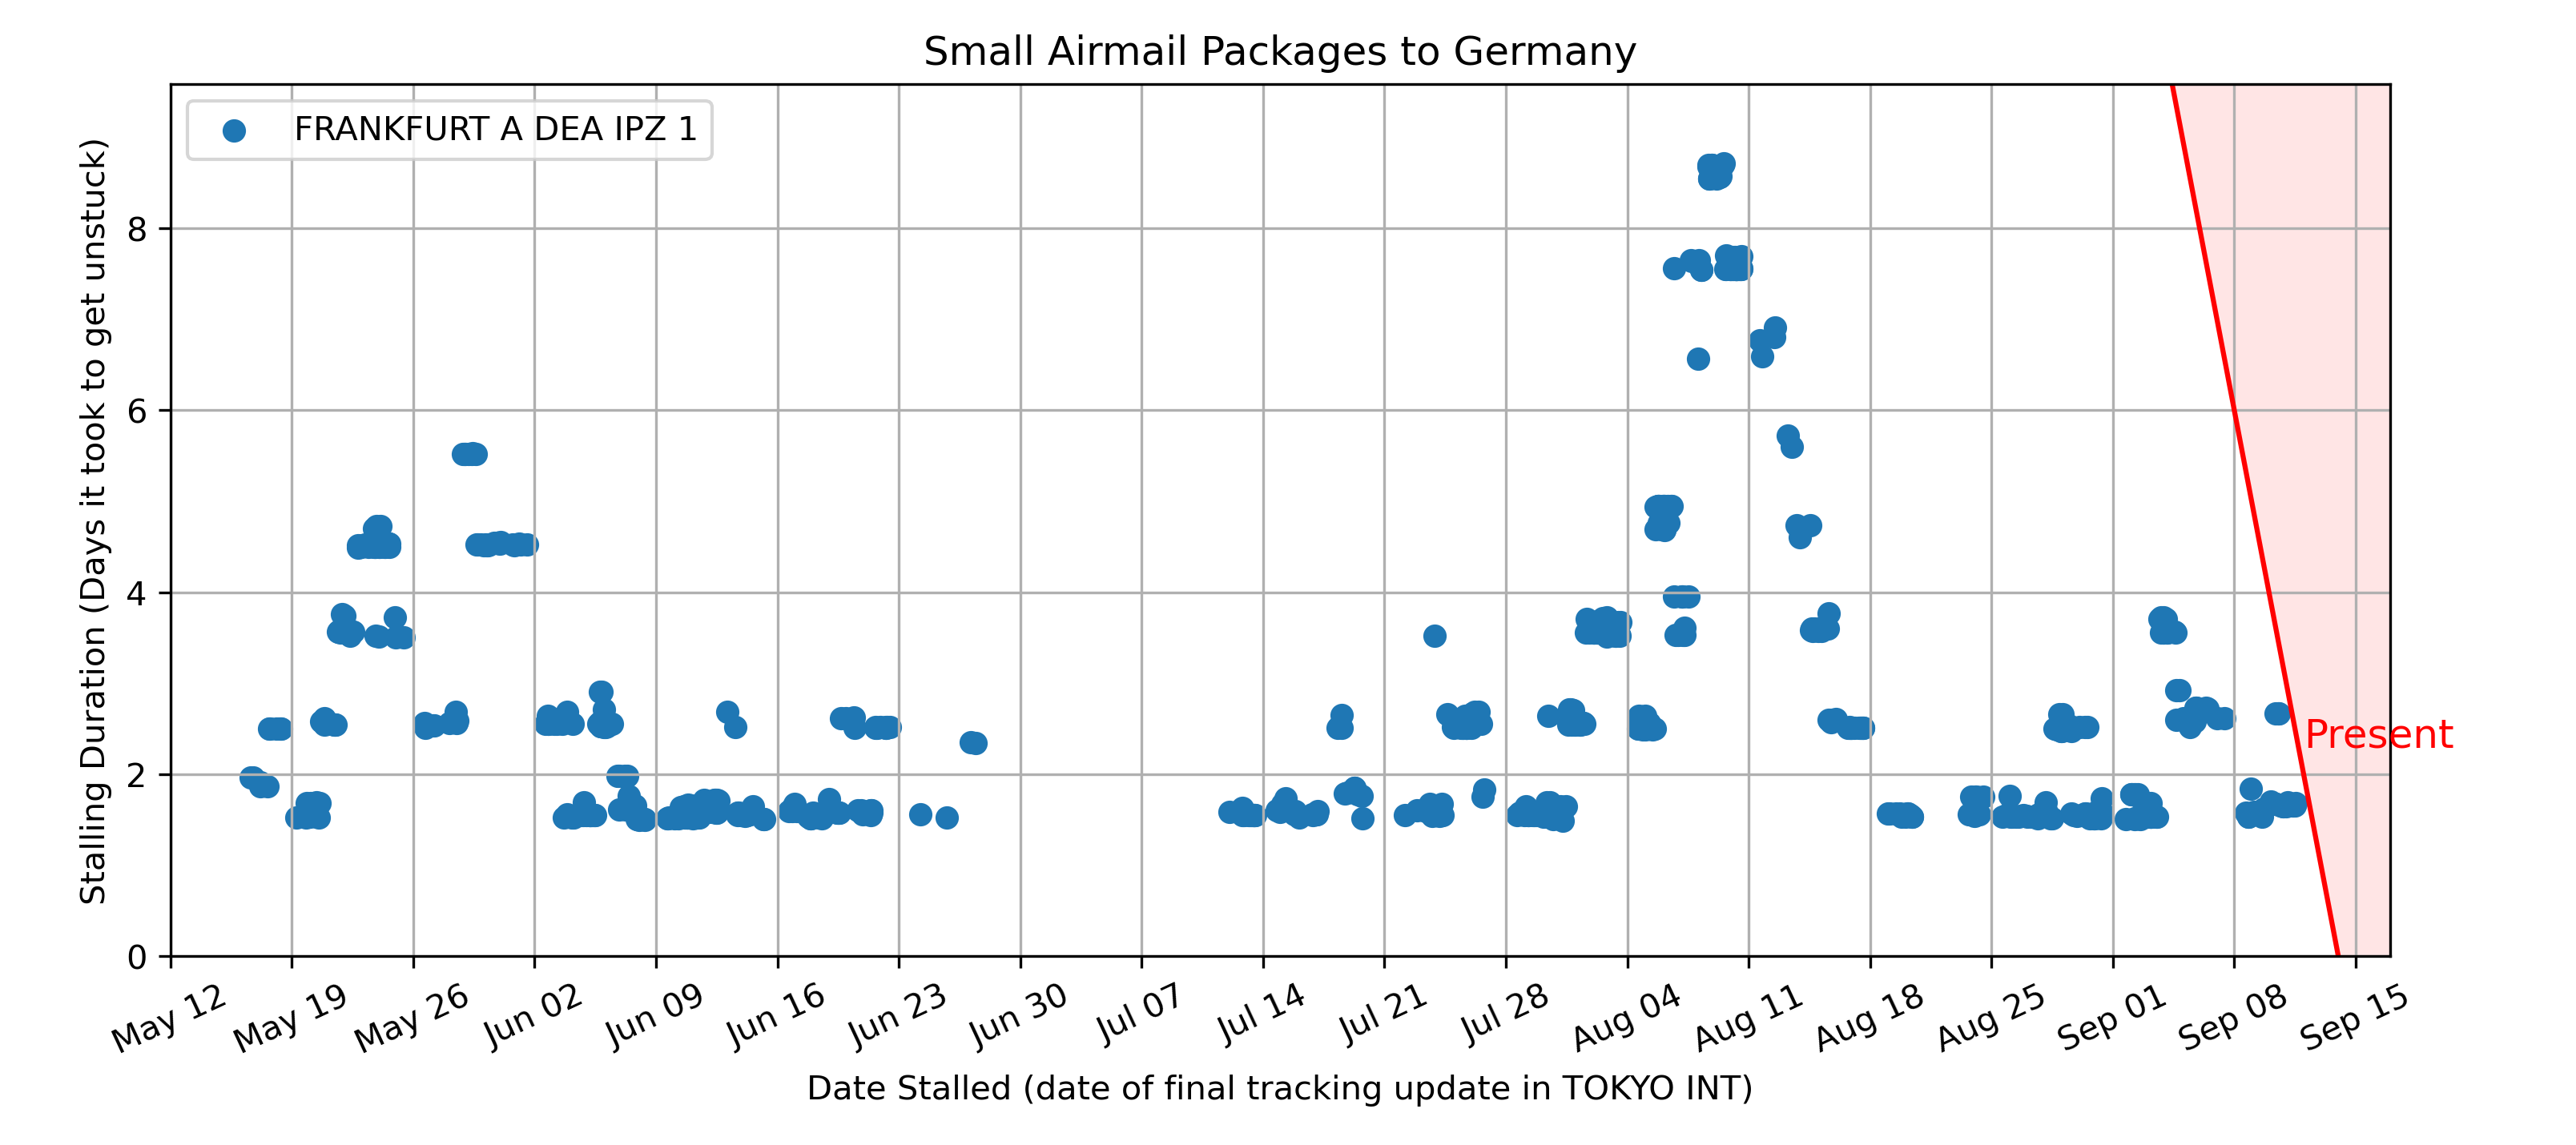 Small Airmail Packages to Germany
FRANKFURT A DEA IPZ 1
Stalling Duration (Days it took to get unstuck)
8
6
4
2
0
Present
May 12
May 19
May 26
Jun 02
Jun 09
Jun 16
Jun 23
Jun 30
Jul 07
Jul 14
Jul 21
Jul 28
Aug 04
Aug 11
Aug 18
Aug 25
Sep 01
Sep 08
Sep 15
Date Stalled (date of final tracking update in TOKYO INT)